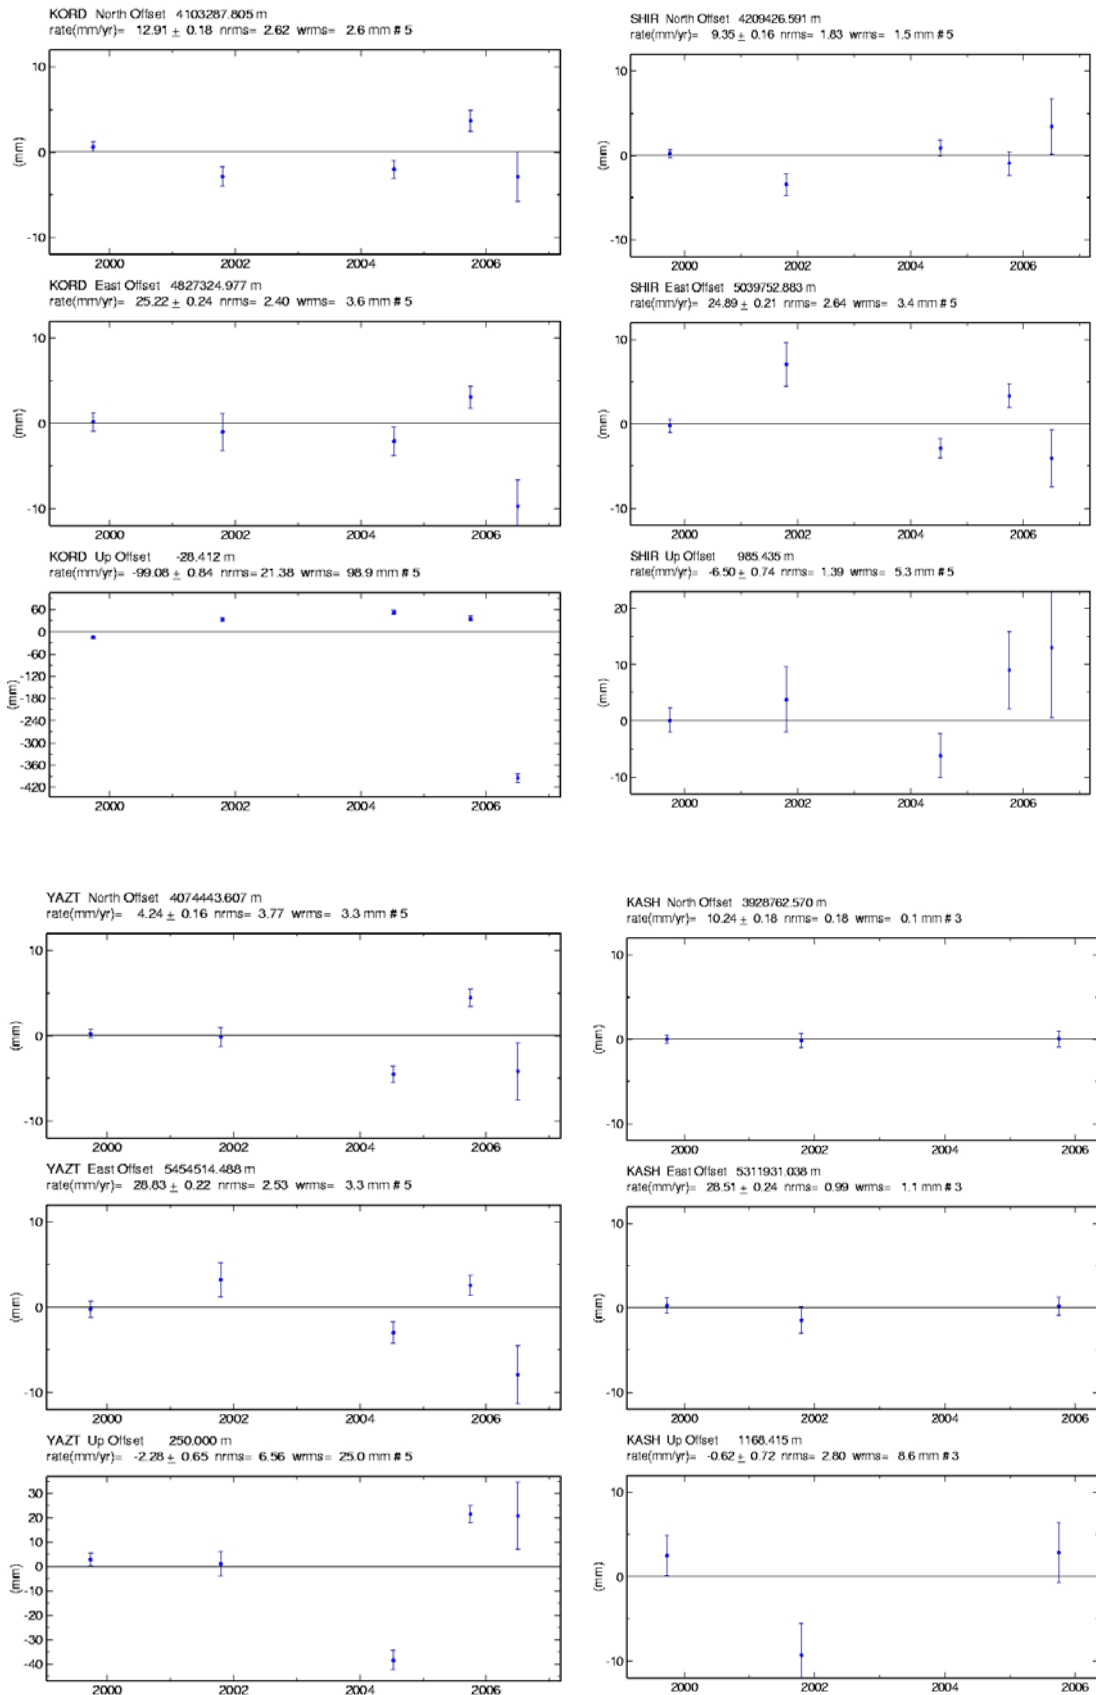 KORD North Offset 4103287.805 m
rate(mm/yr)= 12.91 ± 0.18 nrms= 2.62 wrms= 2.6 mm # 5
10
0
-10
(mm)
2000 2002 2004 2006
KORD East Offset 4827324.977 m
rate(mm/yr)= 25.22 ± 0.24 nrms= 2.40 wrms= 3.6 mm # 5
10
0
-10
(mm)
2000 2002 2004 2006
KORD Up Offset -28.412 m
rate(mm/yr)= -99.08 ± 0.84 nrms= 21.38 wrms= 98.9 mm # 5
60
0
-60
-120
-180
-240
-300
-360
-420
(mm)
2000 2002 2004 2006
SHIR North Offset 4209426.591 m
rate(mm/yr)= 9.35 ± 0.16 nrms= 1.83 wrms= 1.5 mm # 5
10
0
-10
(mm)
2000 2002 2004 2006
SHIR East Offset 5039752.883 m
rate(mm/yr)= 24.89 ± 0.21 nrms= 2.64 wrms= 3.4 mm # 5
10
0
-10
(mm)
2000 2002 2004 2006
SHIR Up Offset 985.435 m
rate(mm/yr)= -6.50 ± 0.74 nrms= 1.39 wrms= 5.3 mm # 5
20
10
0
-10
(mm)
2000 2002 2004 2006
YAZT North Offset 4074443.607 m
rate(mm/yr)= 4.24 ± 0.16 nrms= 3.77 wrms= 3.3 mm # 5
10
0
-10
(mm)
2000 2002 2004 2006
YAZT East Offset 5454514.488 m
rate(mm/yr)= 28.83 ± 0.22 nrms= 2.53 wrms= 3.3 mm # 5
10
0
-10
(mm)
2000 2002 2004 2006
YAZT Up Offset 250.000 m
rate(mm/yr)= -2.28 ± 0.65 nrms= 6.56 wrms= 25.0 mm # 5
30
20
10
0
-10
-20
-30
-40
(mm)
2000 2002 2004 2006
KASH North Offset 3928762.570 m
rate(mm/yr)= 10.24 ± 0.18 nrms= 0.18 wrms= 0.1 mm # 3
10
0
-10
(mm)
2000 2002 2004 2006
KASH East Offset 5311931.038 m
rate(mm/yr)= 28.51 ± 0.24 nrms= 0.99 wrms= 1.1 mm # 3
10
0
-10
(mm)
2000 2002 2004 2006
KASH Up Offset 1168.415 m
rate(mm/yr)= -0.62 ± 0.72 nrms= 2.80 wrms= 8.6 mm # 3
10
0
-10
(mm)
2000 2002 2004 2006